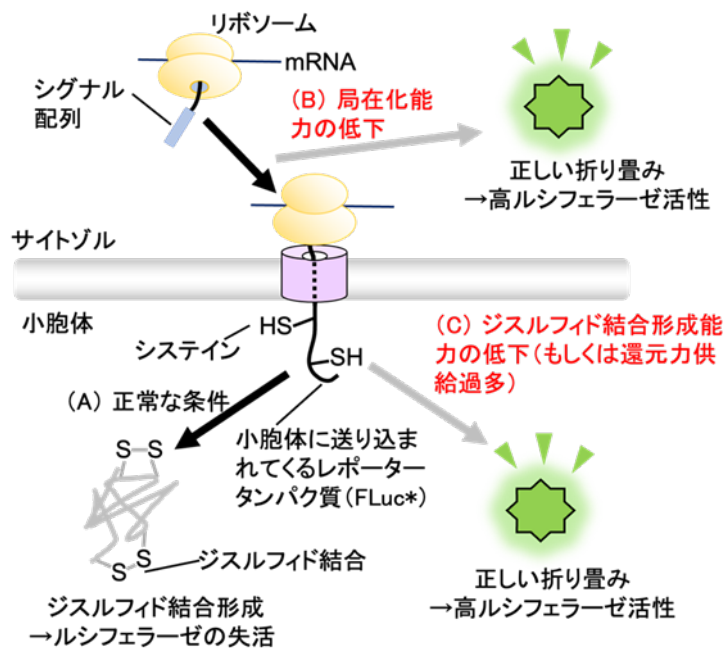 リボソーム
mRNA
シグナル
配列
(B) 局在化能
力の低下
正しい折り畳み
→高ルシフェラーゼ活性
サイトゾル
小胞体
HS
システイン
SH
(C) ジスルフィド結合形成能
力の低下(もしくは還元力供
給過多)
(A) 正常な条件
小胞体に送り込ま
れてくるレポーター
タンパク質(FLuc*)
S S
S S
ジスルフィド結合
ジスルフィド結合形成
→ルシフェラーゼの失活
正しい折り畳み
→高ルシフェラーゼ活性